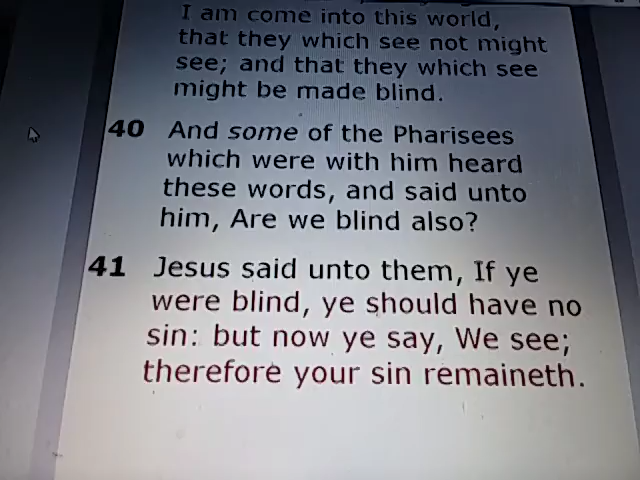 I am come into this world,
that they which see not might
see; and that they which see
might be made blind.
40 And some of the Pharisees
which were with him heard
these words, and said unto
him, Are we blind also?
41 Jesus said unto them, If ye
were blind, ye should have no
sin: but now ye say, We see;
therefore your sin remaineth.